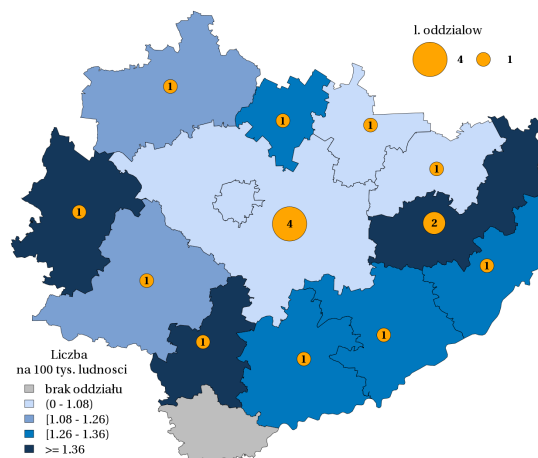 l. oddzialow
4 1
1
1
1
1
1
4
2
1
1
1
1
1
Liczba
na 100 tys. ludnosci
brak oddziału
(0 - 1.08)
[1.08 - 1.26)
[1.26 - 1.36)
>= 1.36